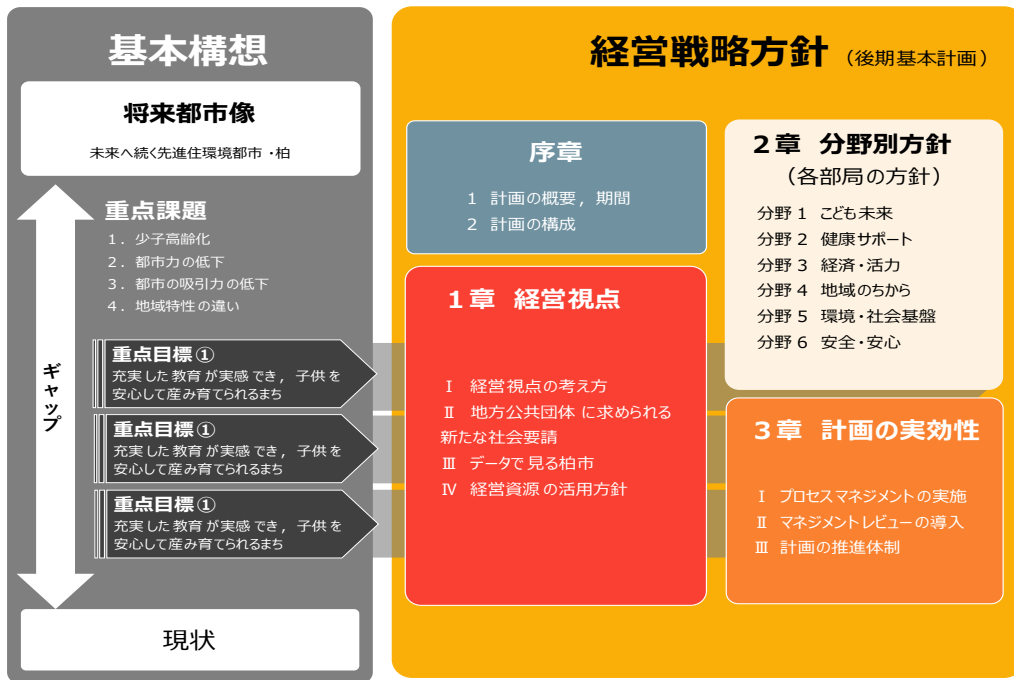 基本構想
将来都市像
未来へ続く先進住環境都市・柏
重点課題
1．少子高齢化
2．都市力の低下
3．都市の吸引力の低下
4．地域特性の違い
ギャップ
重点目標①
充実した教育が実感でき，子供を
安心して産み育てられるまち
重点目標①
充実した教育が実感でき，子供を
安心して産み育てられるまち
重点目標①
充実した教育が実感でき，子供を
安心して産み育てられるまち
現状
経営戦略方針（後期基本計画）
序章
1 計画の概要，期間
2 計画の構成
1章 経営視点
Ⅰ 経営視点の考え方
Ⅱ 地方公共団体に求められる
新たな社会要請
Ⅲ データで見る柏市
Ⅳ 経営資源の活用方針
2章 分野別方針
（各部局の方針）
分野1 こども未来
分野2 健康サポート
分野3 経済・活力
分野4 地域のちから
分野5 環境・社会基盤
分野6 安全・安心
3章 計画の実効性
Ⅰ プロセスマネジメントの実施
Ⅱ マネジメントレビューの導入
Ⅲ 計画の推進体制